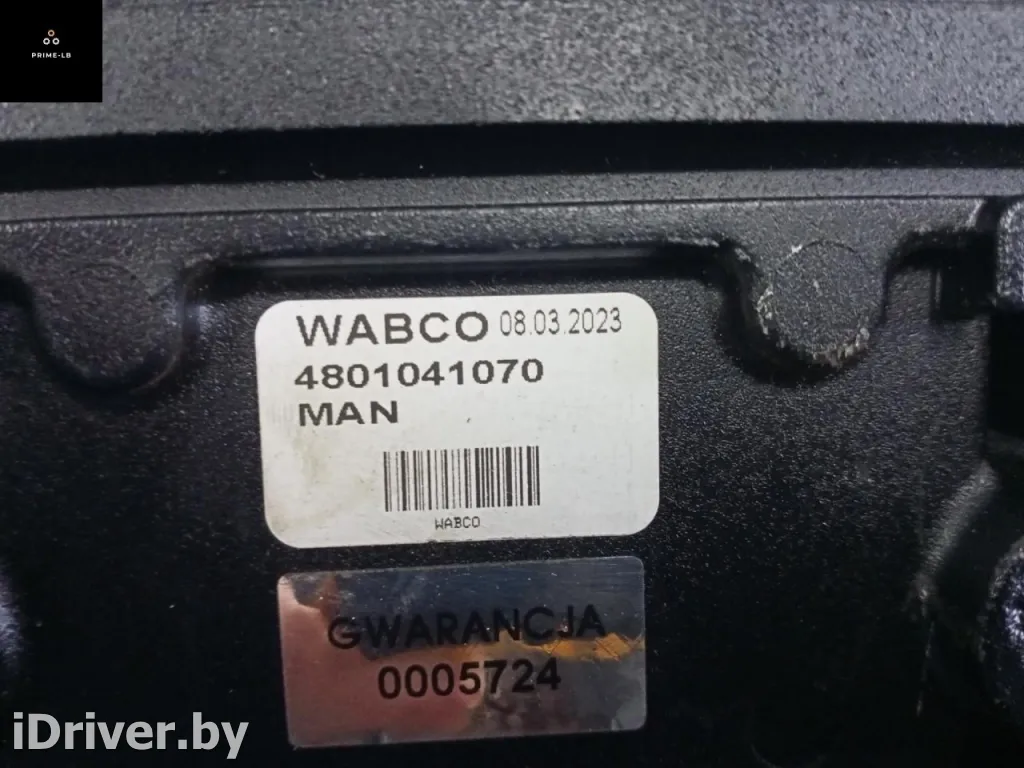 PRIME-LB
WABCO 08.03.2023
4801041070
MAN
WABCO
GWARANCJA
0005724
iDriver.by